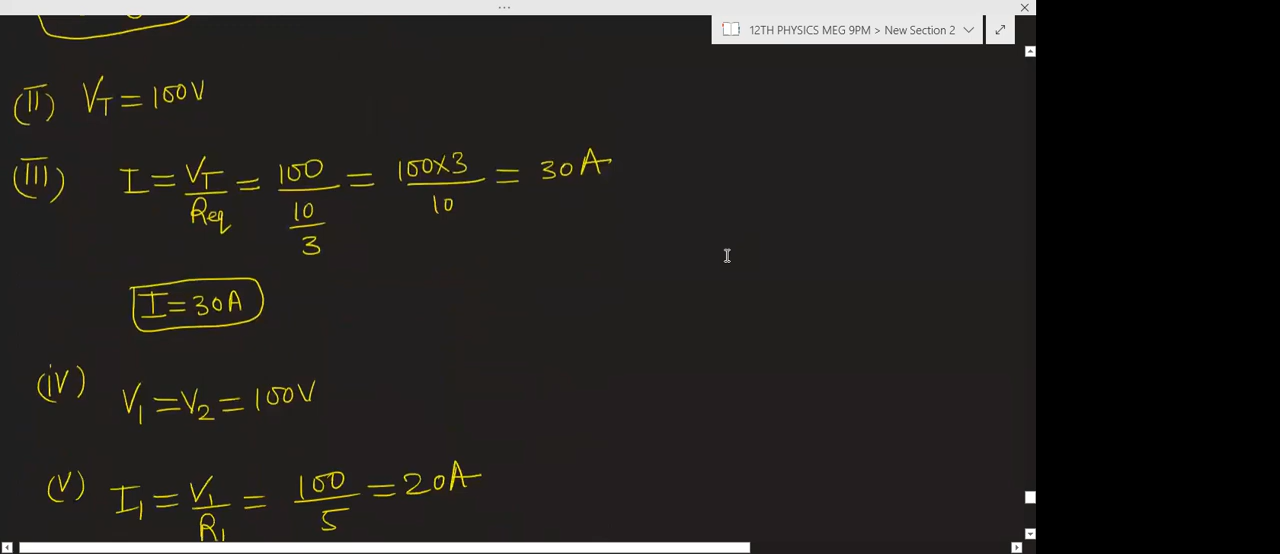 12TH PHYSICS MEG 9PM > New Section 2
(II) V_T = 100V
(III) I = V_T/Req = 100/(10/3) = 100×3/10 = 30A
I = 30A
(iv) V_1 = V_2 = 100V
(v) I_1 = V_1/R_1 = 100/5 = 20A